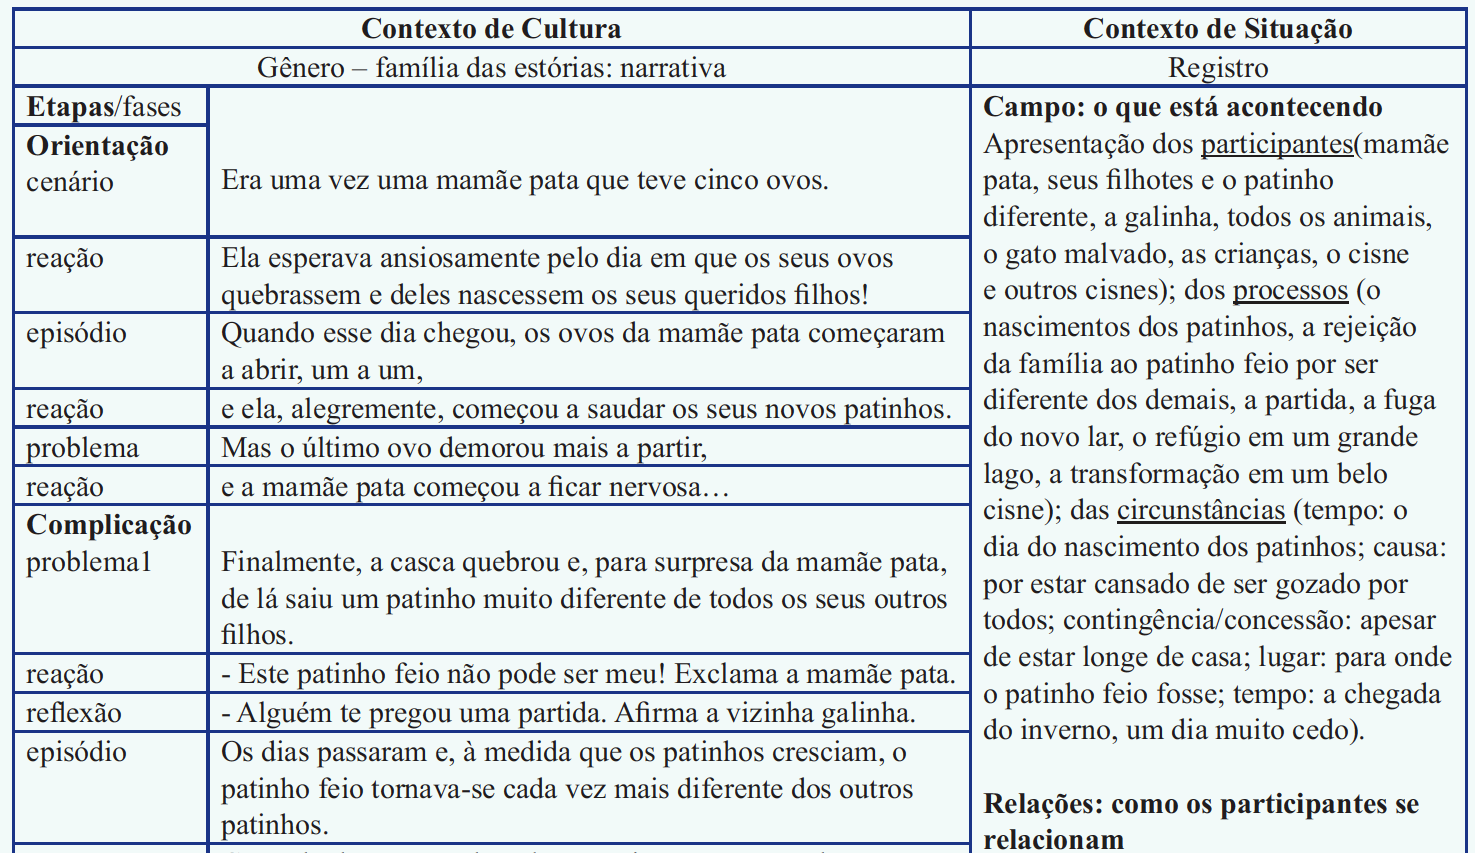 Contexto de Cultura
Contexto de Situação
Gênero – família das estórias: narrativa
Registro
Etapas/fases
Orientação
cenário
Era uma vez uma mamãe pata que teve cinco ovos.
reação
Ela esperava ansiosamente pelo dia em que os seus ovos
quebrassem e deles nascessem os seus queridos filhos!
episódio
Quando esse dia chegou, os ovos da mamãe pata começaram
a abrir, um a um,
reação
e ela, alegremente, começou a saudar os seus novos patinhos.
problema
Mas o último ovo demorou mais a partir,
reação
e a mamãe pata começou a ficar nervosa…
Complicação
problema1
Finalmente, a casca quebrou e, para surpresa da mamãe pata,
de lá saiu um patinho muito diferente de todos os seus outros
filhos.
reação
- Este patinho feio não pode ser meu! Exclama a mamãe pata.
reflexão
- Alguém te pregou uma partida. Afirma a vizinha galinha.
episódio
Os dias passaram e, à medida que os patinhos cresciam, o
patinho feio tornava-se cada vez mais diferente dos outros
patinhos.
Campo: o que está acontecendo
Apresentação dos participantes(mamãe
pata, seus filhotes e o patinho
diferente, a galinha, todos os animais,
o gato malvado, as crianças, o cisne
e outros cisnes); dos processos (o
nascimentos dos patinhos, a rejeição
da família ao patinho feio por ser
diferente dos demais, a partida, a fuga
do novo lar, o refúgio em um grande
lago, a transformação em um belo
cisne); das circunstâncias (tempo: o
dia do nascimento dos patinhos; causa:
por estar cansado de ser gozado por
todos; contingência/concessão: apesar
de estar longe de casa; lugar: para onde
o patinho feio fosse; tempo: a chegada
do inverno, um dia muito cedo).
Relações: como os participantes se
relacionam